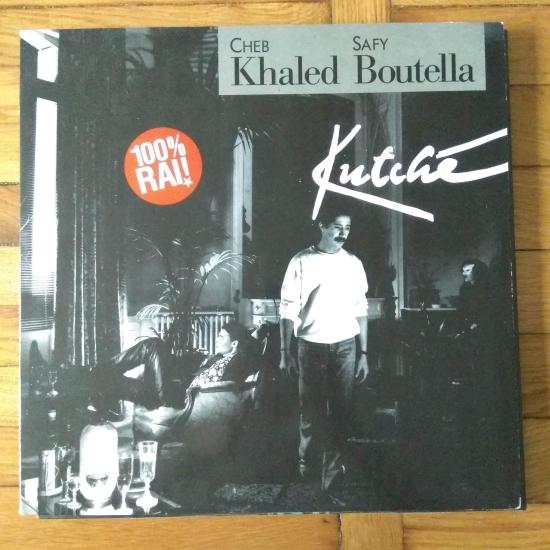 CHEB SAFY
Khaled Boutella
Kutché
100%
RAI!